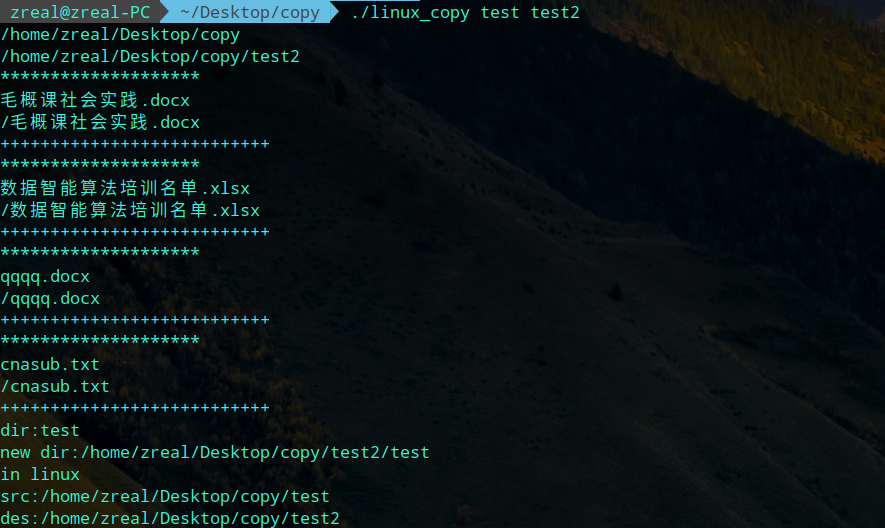 zreal@zreal-PC ~/Desktop/copy ./linux_copy test test2
/home/zreal/Desktop/copy
/home/zreal/Desktop/copy/test2
********************
毛概课社会实践.docx
/毛概课社会实践.docx
+++++++++++++++++++++++++++
********************
数据智能算法培训名单.xlsx
/数据智能算法培训名单.xlsx
+++++++++++++++++++++++++++
********************
qqqq.docx
/qqqq.docx
+++++++++++++++++++++++++++
********************
cnasub.txt
/cnasub.txt
+++++++++++++++++++++++++++
dir:test
new dir:/home/zreal/Desktop/copy/test2/test
in linux
src:/home/zreal/Desktop/copy/test
des:/home/zreal/Desktop/copy/test2